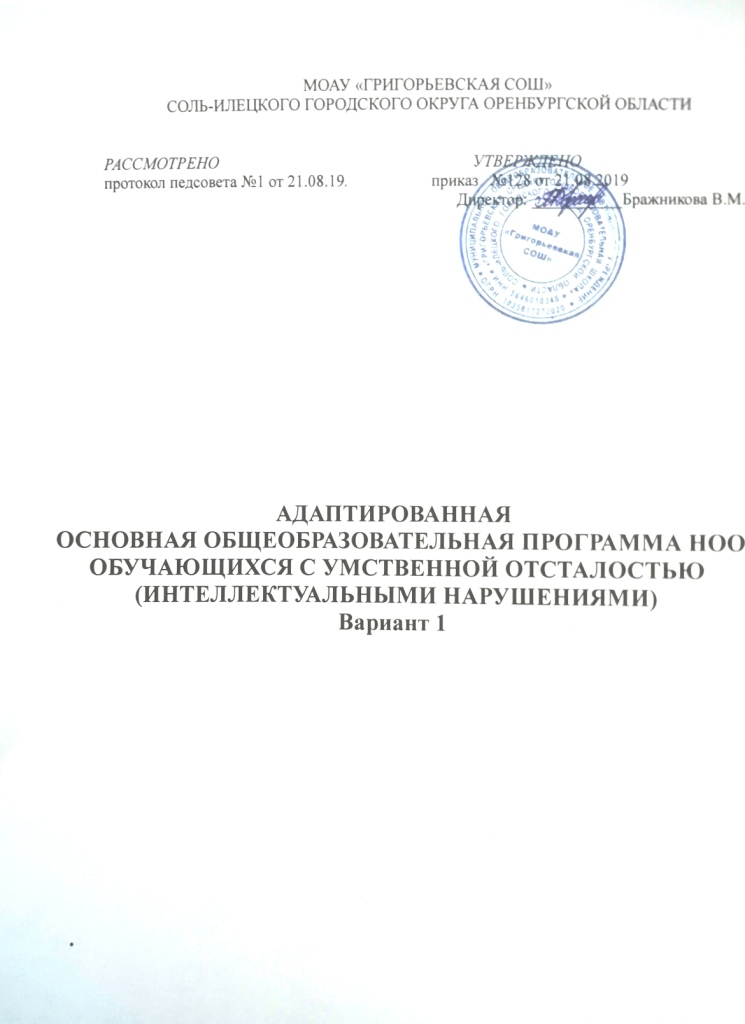 МОАУ «ГРИГОРЬЕВСКАЯ СОШ»
СОЛЬ-ИЛЕЦКОГО ГОРОДСКОГО ОКРУГА ОРЕНБУРГСКОЙ ОБЛАСТИ
РАССМОТРЕНО УТВЕРЖДЕНО
протокол педсовета №1 от 21.08.19. приказ №128 от 21.08.2019
Директор: Бражникова В.М.
МОАУ
«Григорьевская
СОШ»
АДАПТИРОВАННАЯ
ОСНОВНАЯ ОБЩЕОБРАЗОВАТЕЛЬНАЯ ПРОГРАММА НОО
ОБУЧАЮЩИХСЯ С УМСТВЕННОЙ ОТСТАЛОСТЬЮ
(ИНТЕЛЛЕКТУАЛЬНЫМИ НАРУШЕНИЯМИ)
Вариант 1